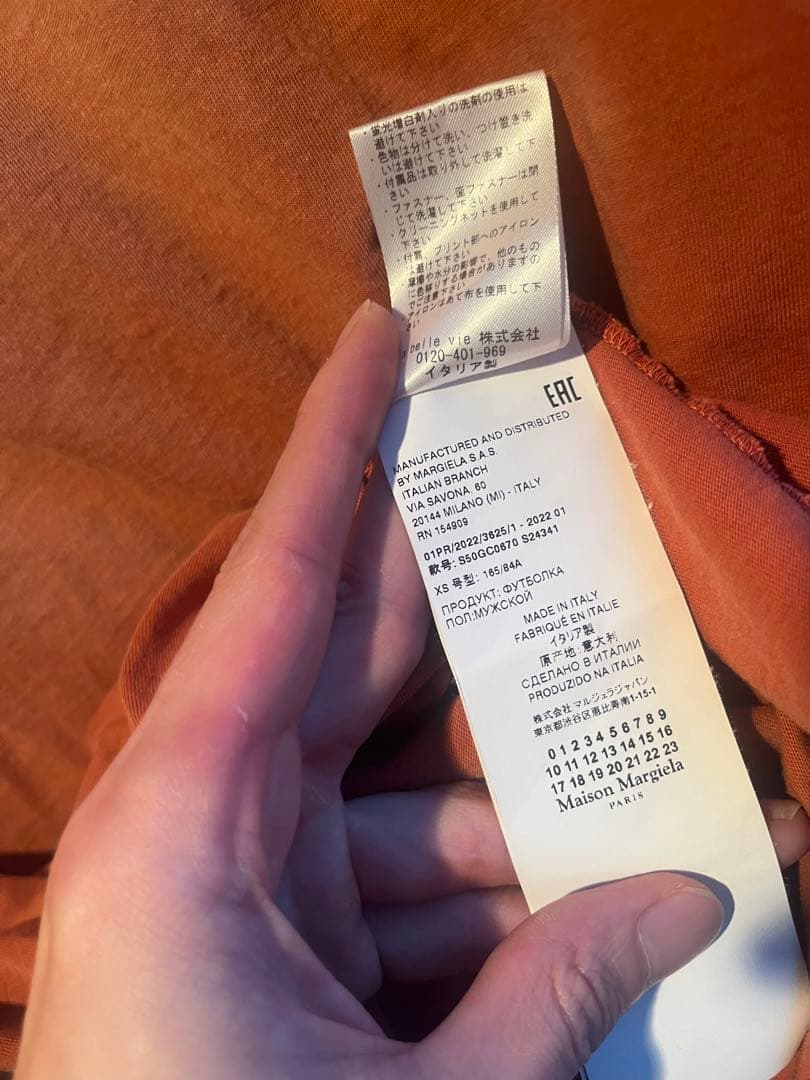 ・蛍光増白剤入りの洗剤の使用は
避けて下さい
・色物は分けて洗い、つけ置き洗
いは避けて下さい
・付属品は取り外して洗濯して下
さい
・ファスナー、面ファスナーは閉
じて洗濯して下さい
・クリーニングネットを使用して
下さい
・付属、プリント部へのアイロン
は避けて下さい
・摩擦や水分の影響で、他のもの
に色移りする場合がありますの
でご注意下さい
・アイロンはあて布を使用して下
さい
belle vie 株式会社
0120-401-969
イタリア製
EAC
MANUFACTURED AND DISTRIBUTED
BY MARGIELA S.A.S.
ITALIAN BRANCH
VIA SAVONA, 60
20144 MILANO (MI) - ITALY
RN 154909
01PR/2022/3625/1 - 2022 01
款号: S50GC0670 S24341
XS 号型: 165/84A
ПРОДУКТ: ФУТБОЛКА
ПОЛ:МУЖСКОЙ
MADE IN ITALY
FABRIQUÉ EN ITALIE
イタリア製
原产地:意大利
СДЕЛАНО В ИТАЛИИ
PRODUZIDO NA ITALIA
株式会社 マルジェラジャパン
東京都渋谷区恵比寿南1-15-1
0 1 2 3 4 5 6 7 8 9
10 11 12 13 14 15 16
17 18 19 20 21 22 23
Maison Margiela
PARIS